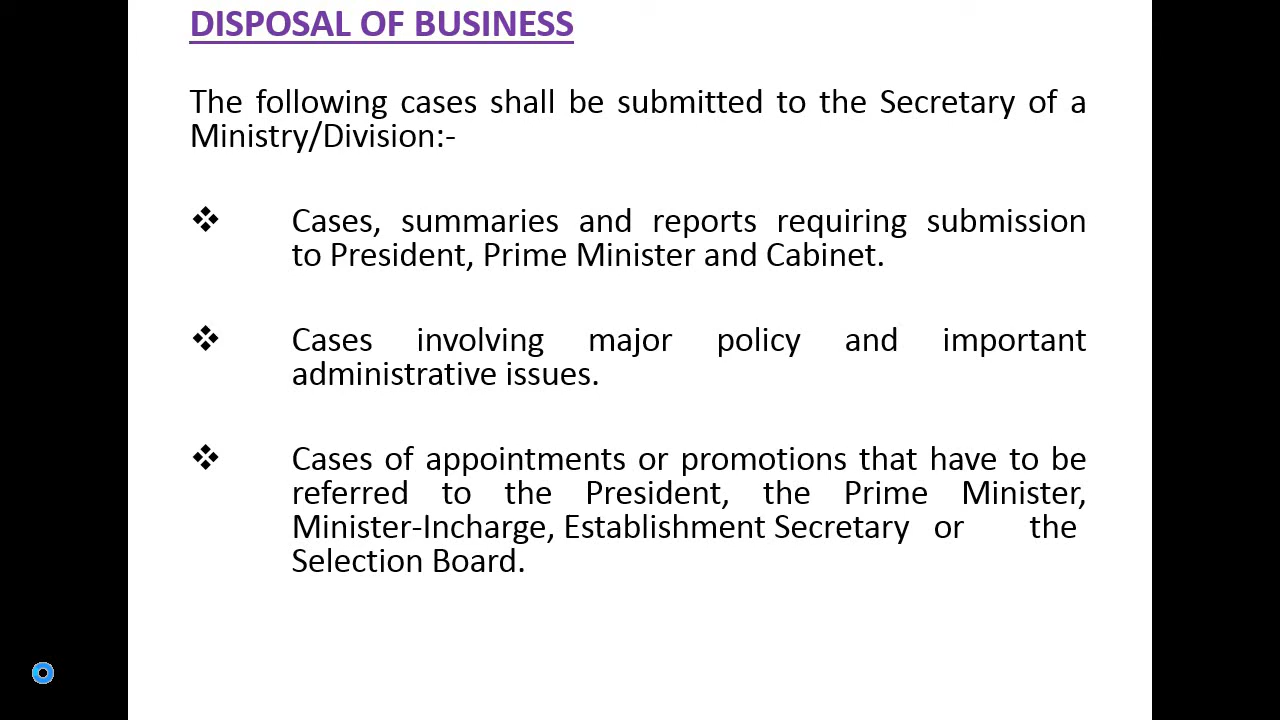 DISPOSAL OF BUSINESS
The following cases shall be submitted to the Secretary of a
Ministry/Division:-
❖ Cases, summaries and reports requiring submission
to President, Prime Minister and Cabinet.
❖ Cases involving major policy and important
administrative issues.
❖ Cases of appointments or promotions that have to be
referred to the President, the Prime Minister,
Minister-Incharge, Establishment Secretary or the
Selection Board.